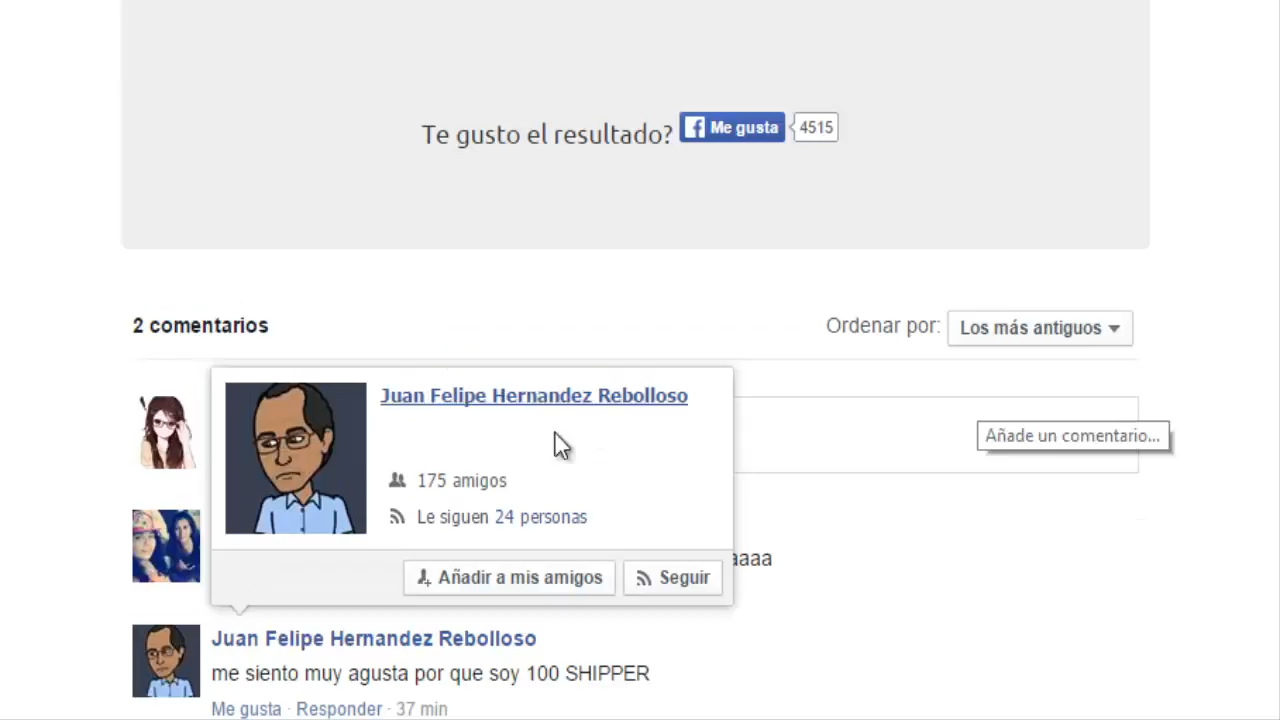 Te gusto el resultado? Me gusta 4515
2 comentarios
Ordenar por: Los más antiguos
Juan Felipe Hernandez Rebolloso
Añade un comentario...
175 amigos
Le siguen 24 personas
aaaa
Añadir a mis amigos Seguir
Juan Felipe Hernandez Rebolloso
me siento muy agusta por que soy 100 SHIPPER
Me gusta · Responder · 37 min